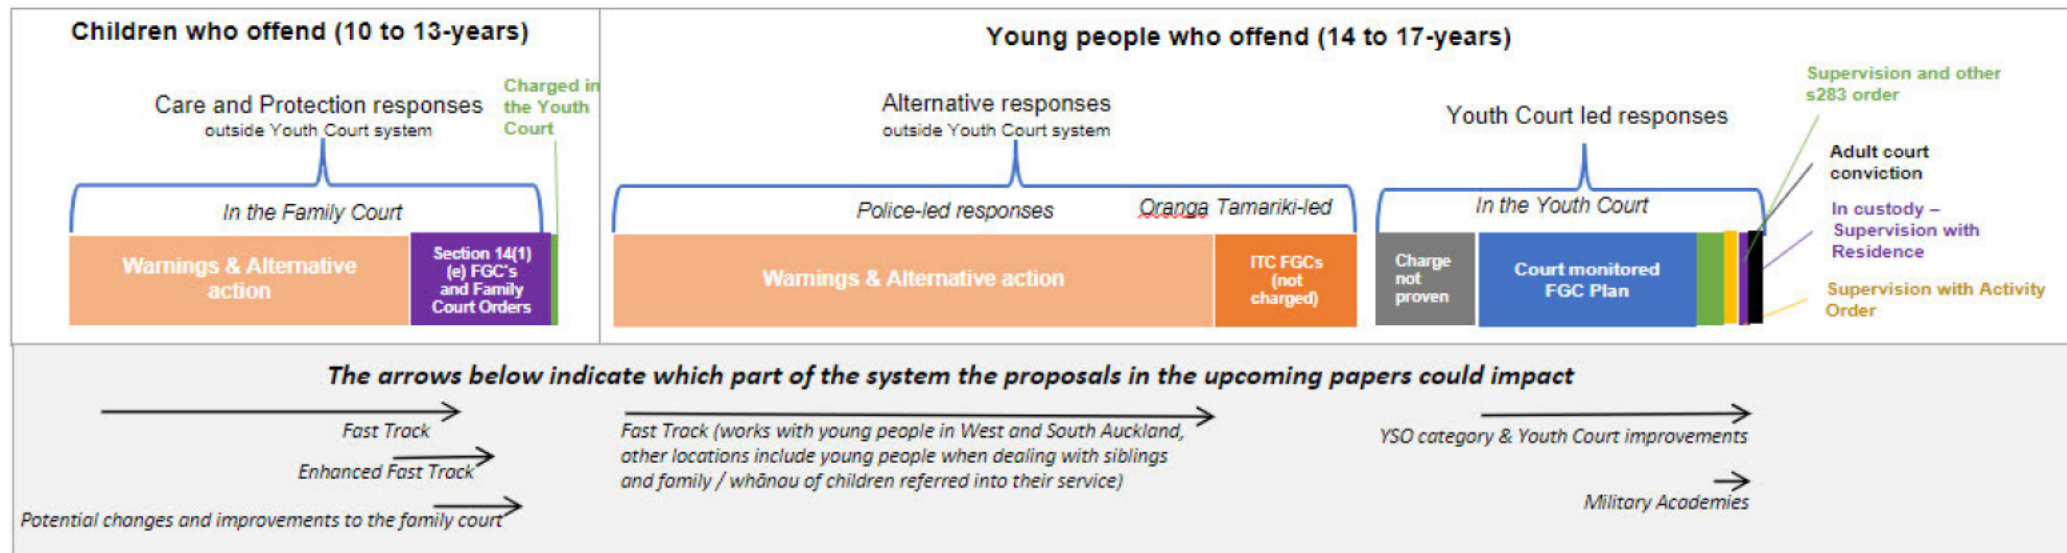 Children who offend (10 to 13-years)
Care and Protection responses
outside Youth Court system
Charged in
the Youth
Court
In the Family Court
Warnings & Alternative
action
Section 14(1)
(e) FGC's
and Family
Court Orders
Young people who offend (14 to 17-years)
Alternative responses
outside Youth Court system
Police-led responses
Oranga Tamariki-led
Warnings & Alternative action
ITC FGCs
(not
charged)
Youth Court led responses
In the Youth Court
Charge
not
proven
Court monitored
FGC Plan
Supervision and other
s283 order
Adult court
conviction
In custody –
Supervision with
Residence
Supervision with Activity
Order
The arrows below indicate which part of the system the proposals in the upcoming papers could impact
Fast Track
Enhanced Fast Track
Potential changes and improvements to the family court
Fast Track (works with young people in West and South Auckland,
other locations include young people when dealing with siblings
and family / whānau of children referred into their service)
YSO category & Youth Court improvements
Military Academies